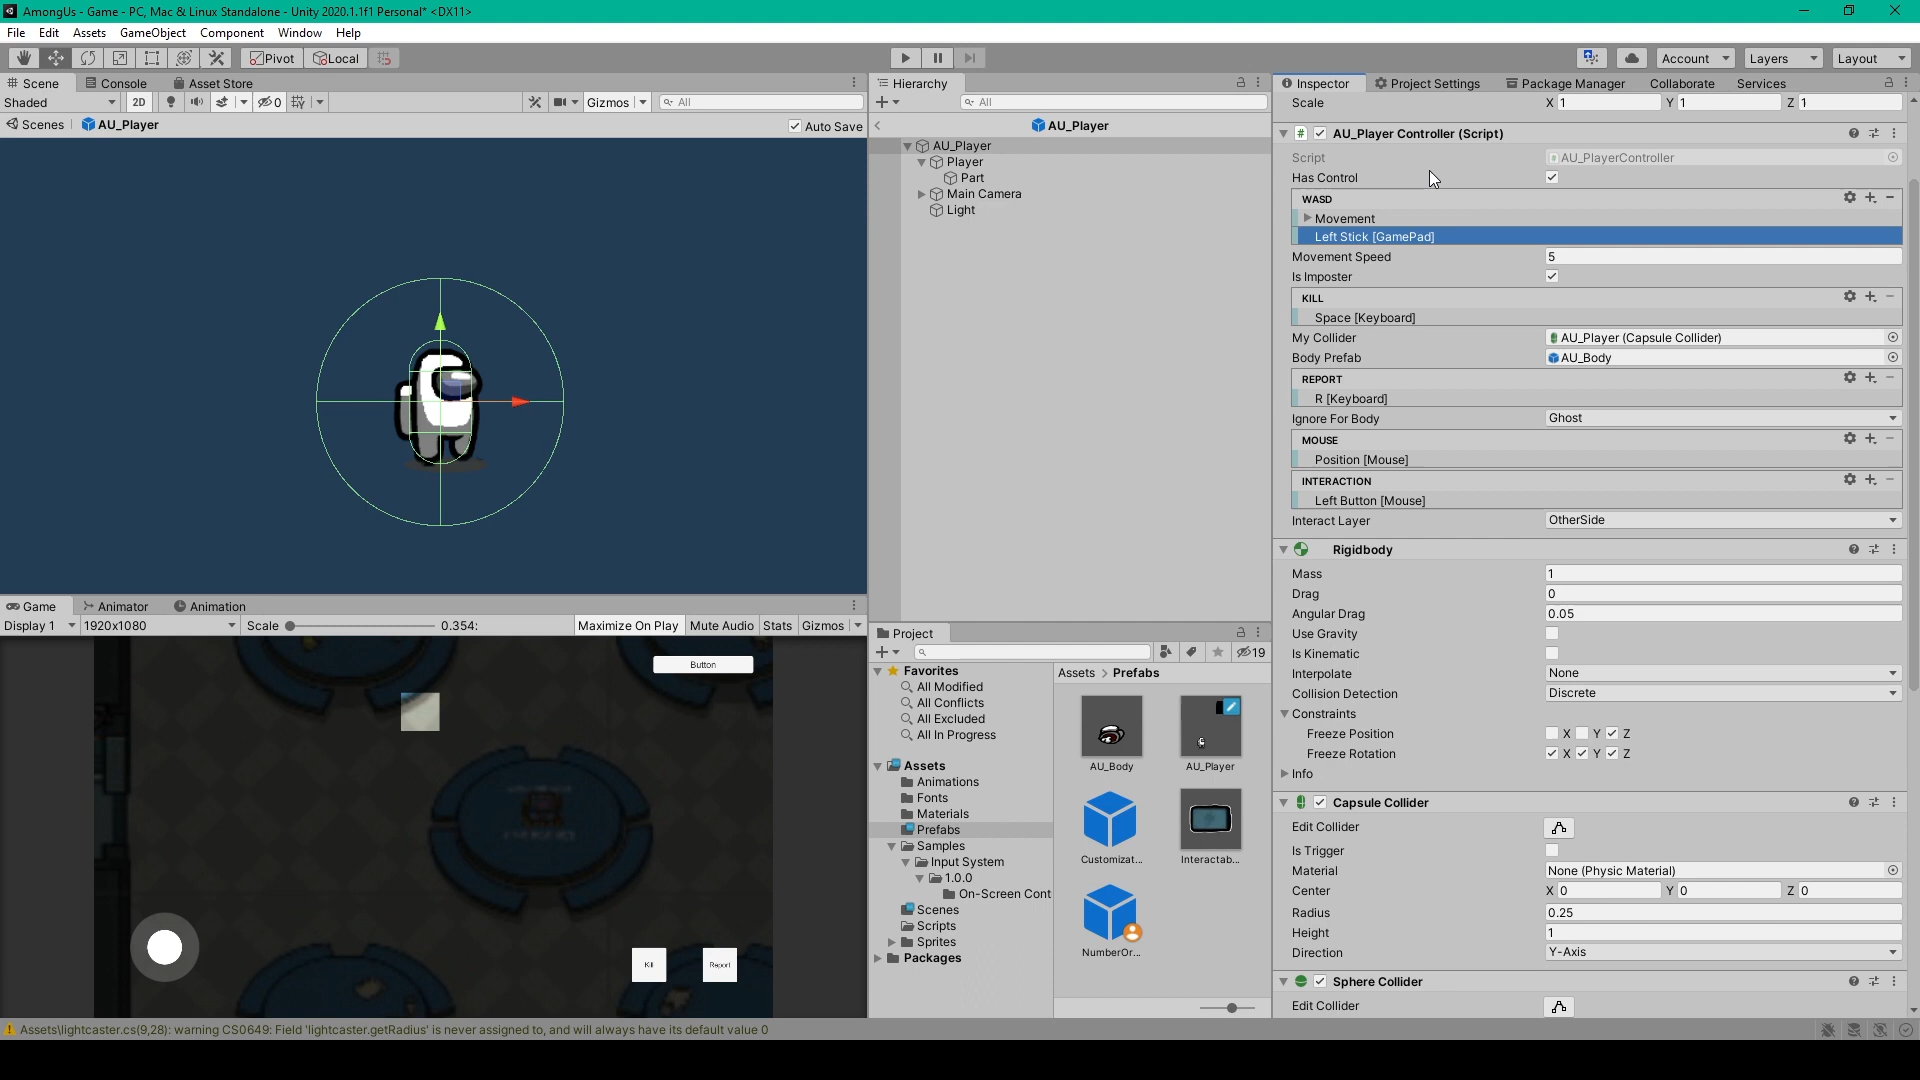 AmongUs - Game - PC, Mac & Linux Standalone - Unity 2020.1.1f1 Personal* <DX11>
File Edit Assets GameObject Component Window Help
Pivot Local Account Layers Layout
Scene Console Asset Store
Shaded 2D 0 Gizmos All
Scenes AU_Player Auto Save
Game Animator Animation
Display 1 1920x1080 Scale 0.354: Maximize On Play Mute Audio Stats Gizmos
Button
Kill Report
Hierarchy
All
AU_Player
AU_Player
Player
Part
Main Camera
Light
Project
19
Favorites
All Modified
All Conflicts
All Excluded
All In Progress
Assets
Animations
Fonts
Materials
Prefabs
Samples
Input System
1.0.0
On-Screen Cont
Scenes
Scripts
Sprites
Packages
Assets > Prefabs
AU_Body AU_Player
Customizat... Interactab...
NumberOr...
Inspector Project Settings Package Manager Collaborate Services
Scale X 1 Y 1 Z 1
AU_Player Controller (Script)
Script AU_PlayerController
Has Control
WASD
Movement
Left Stick [GamePad]
Movement Speed 5
Is Imposter
KILL
Space [Keyboard]
My Collider AU_Player (Capsule Collider)
Body Prefab AU_Body
REPORT
R [Keyboard]
Ignore For Body Ghost
MOUSE
Position [Mouse]
INTERACTION
Left Button [Mouse]
Interact Layer OtherSide
Rigidbody
Mass 1
Drag 0
Angular Drag 0.05
Use Gravity
Is Kinematic
Interpolate None
Collision Detection Discrete
Constraints
Freeze Position X Y Z
Freeze Rotation X Y Z
Info
Capsule Collider
Edit Collider
Is Trigger
Material None (Physic Material)
Center X 0 Y 0 Z 0
Radius 0.25
Height 1
Direction Y-Axis
Sphere Collider
Edit Collider
Assets\lightcaster.cs(9,28): warning CS0649: Field 'lightcaster.getRadius' is never assigned to, and will always have its default value 0